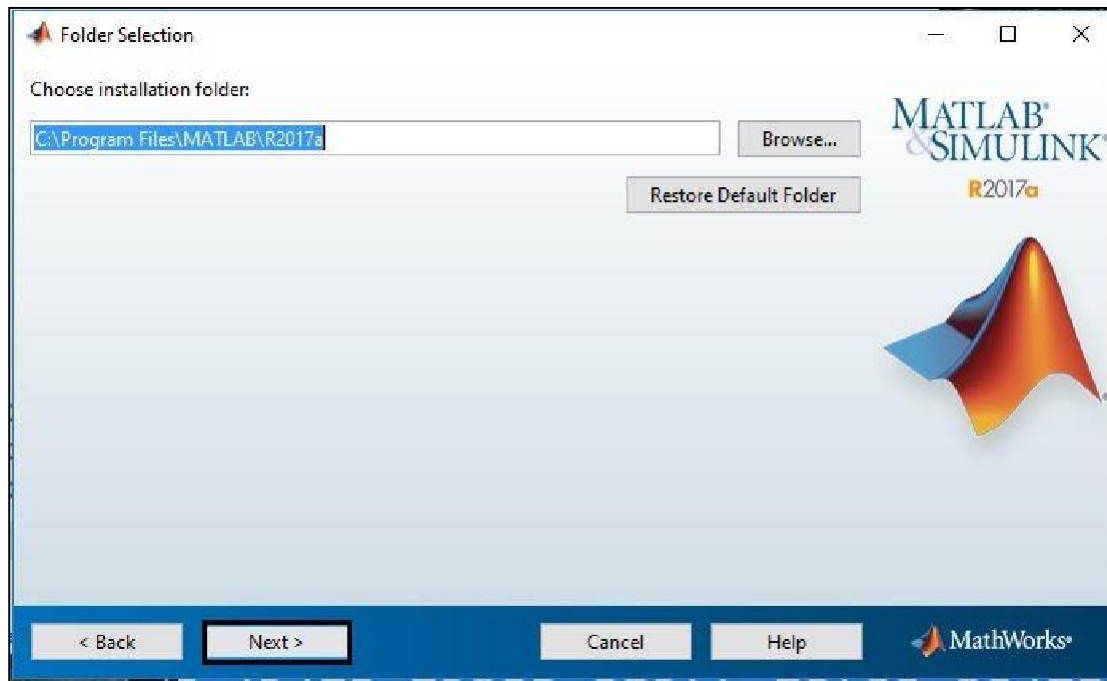 Folder Selection
Choose installation folder:
C:\Program Files\MATLAB\R2017a
Browse...
Restore Default Folder
MATLAB®
&SIMULINK®
R2017a
< Back
Next >
Cancel
Help
MathWorks®